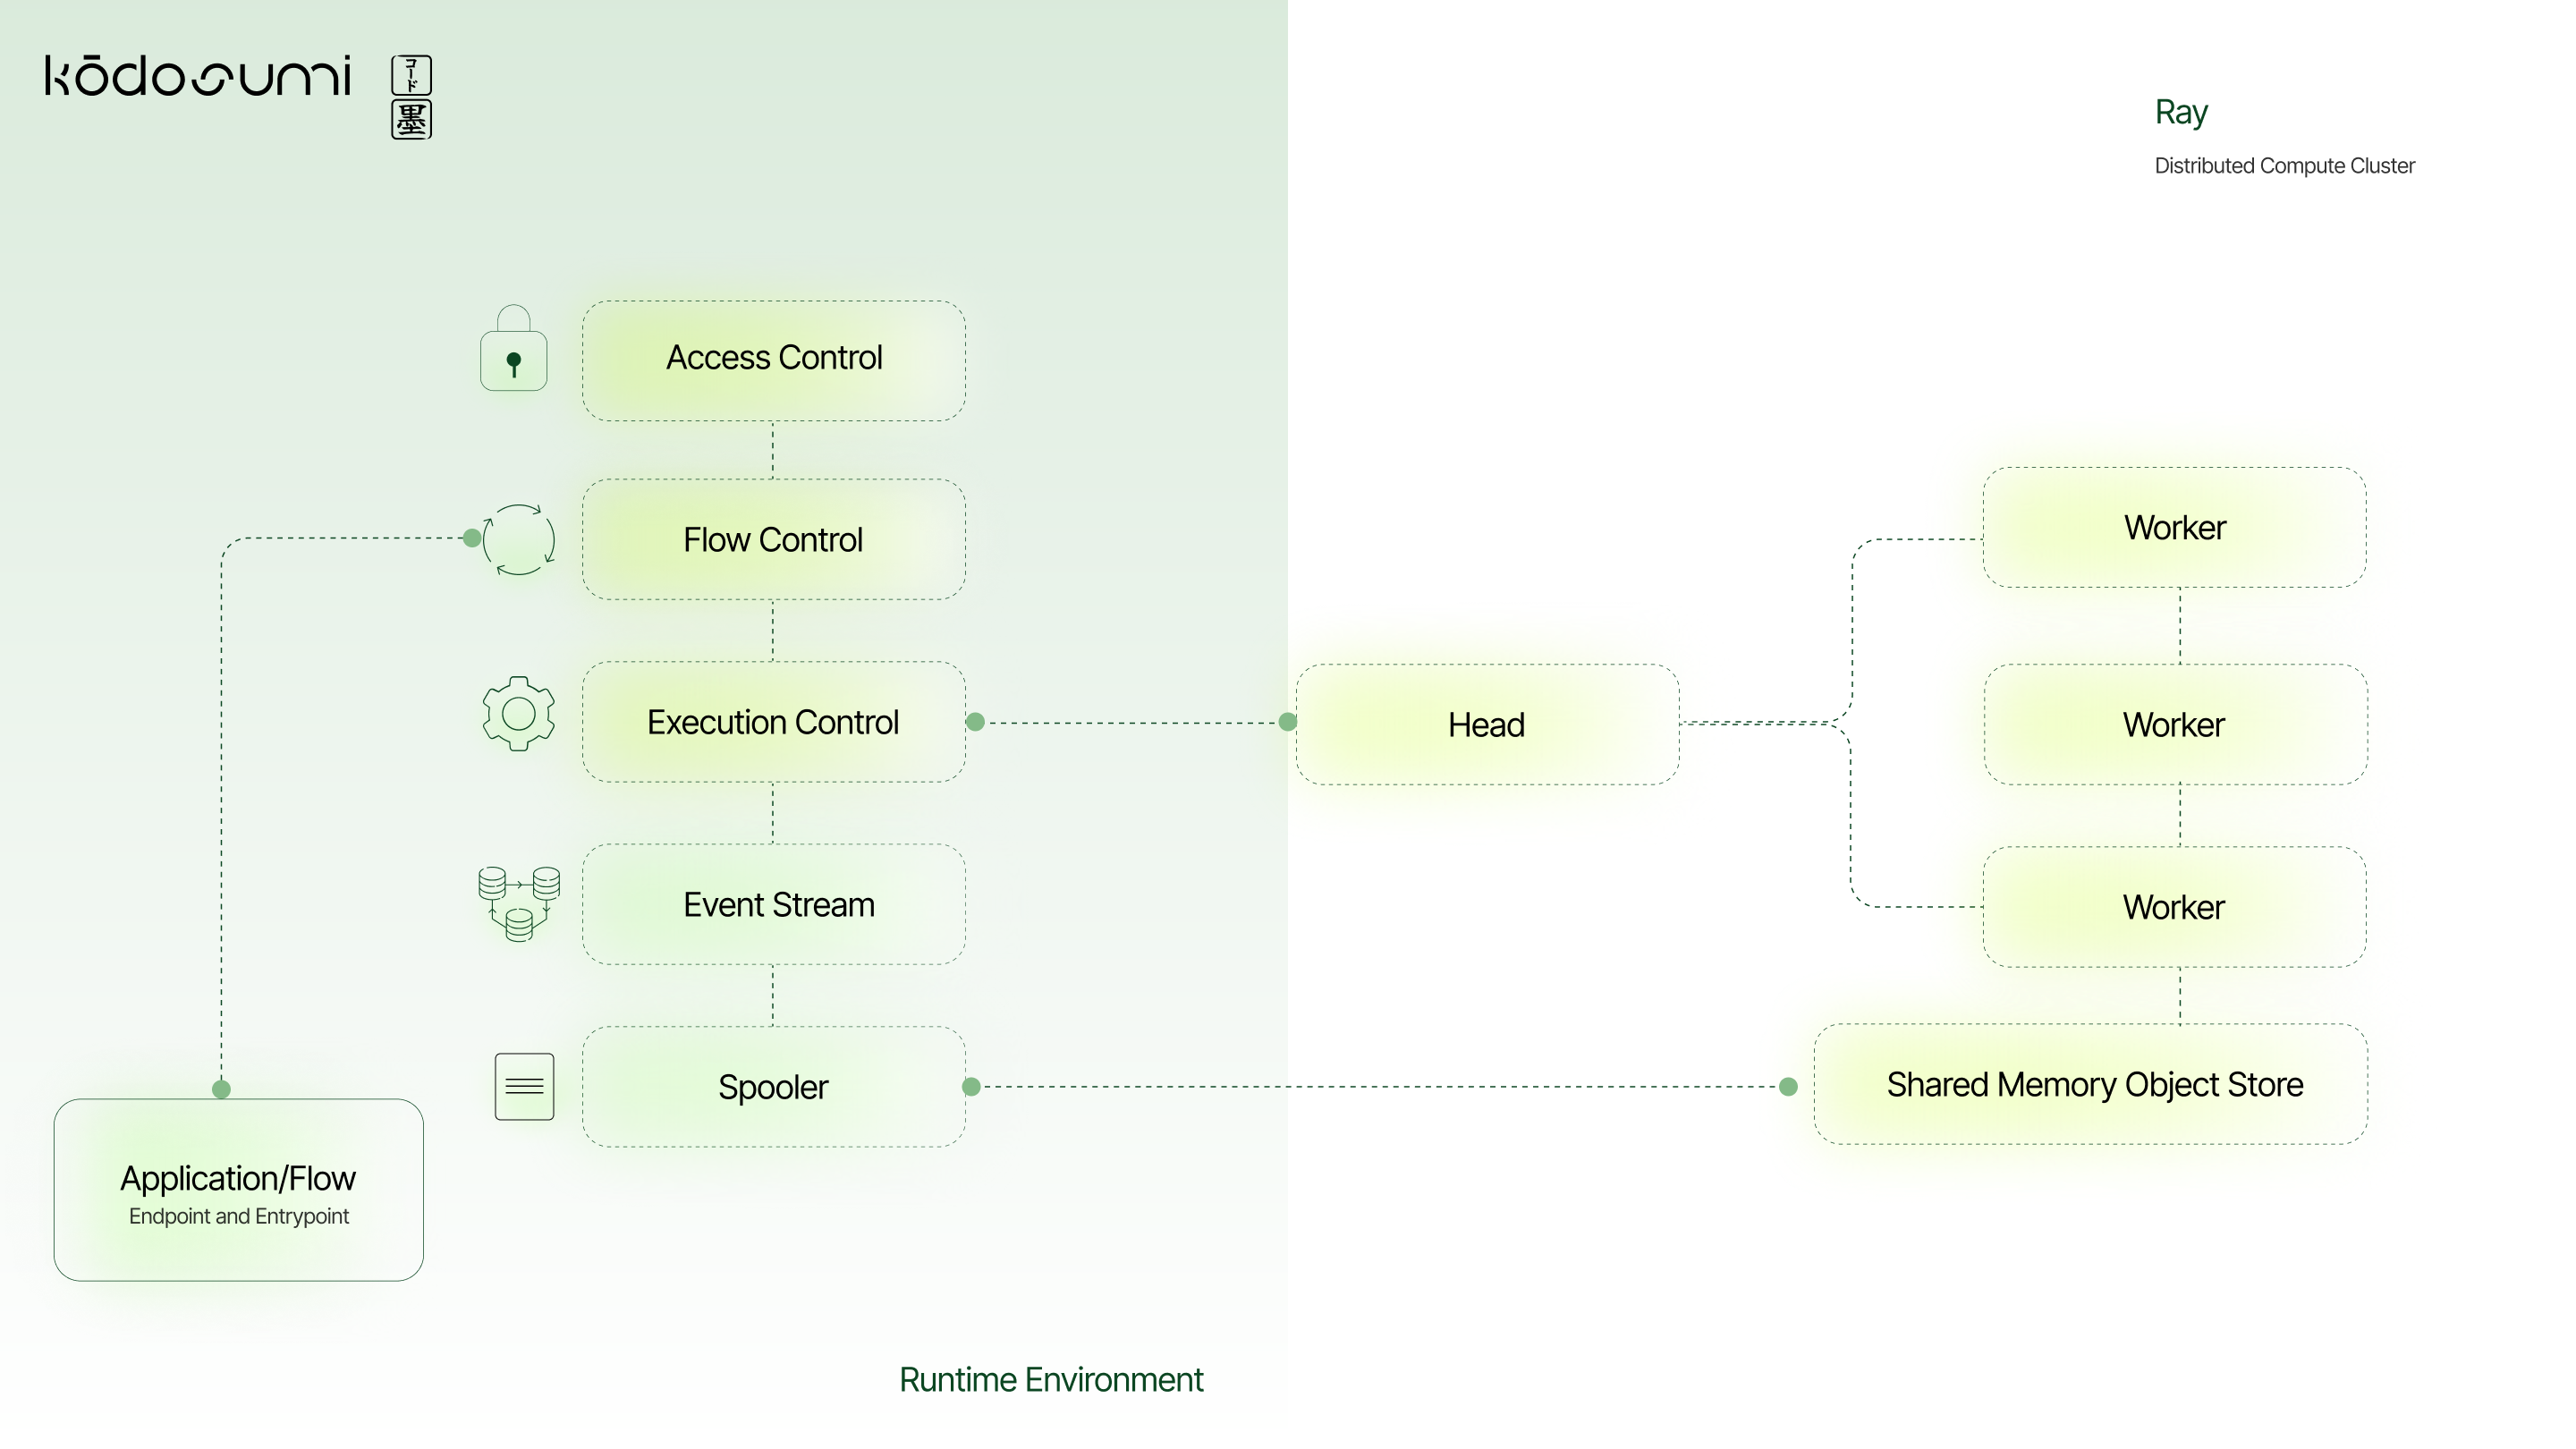 kōdosumi
コード
墨
Ray
Distributed Compute Cluster
Access Control
Flow Control
Execution Control
Event Stream
Spooler
Application/Flow
Endpoint and Entrypoint
Head
Worker
Worker
Worker
Shared Memory Object Store
Runtime Environment